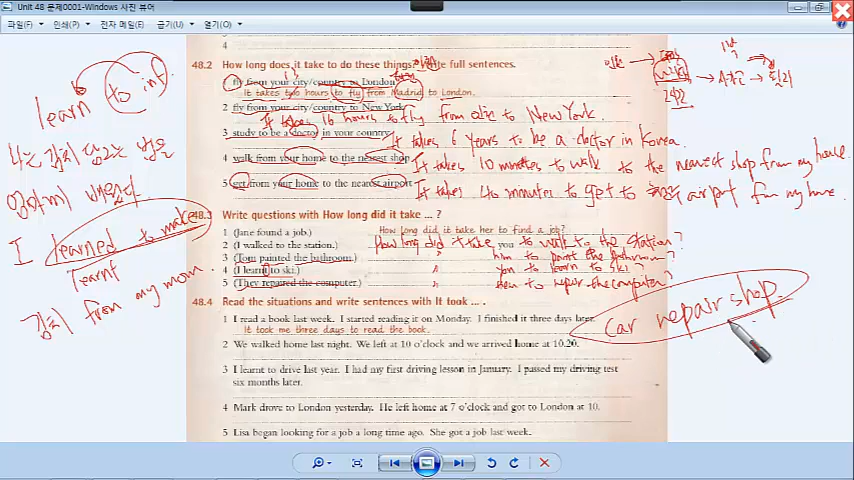 Unit 48 문제0001-Windows 사진 뷰어
파일(F) 인쇄(P) 전자 메일(E) 굽기(U) 열기(O)
4
48.2 How long does it take to do these things? Write full sentences.
1 fly from your city/country to London
It takes two hours to fly from Madrid to London.
2 fly from your city/country to New York
It takes 16 hours to fly from 인천 to New York.
3 study to be a doctor in your country
It takes 6 years to be a doctor in Korea.
4 walk from your home to the nearest shop
It takes 10 minutes to walk to the nearest shop from my house.
5 get from your home to the nearest airport
It takes 40 minutes to get to airport from my house.
learn to inf.
나는 김치 담그는 법을
엄마에게 배웠다
I learned to make
learnt
김치 from my mom
48.3 Write questions with How long did it take ... ?
1 (Jane found a job.) How long did it take her to find a job?
2 (I walked to the station.) How long did it take you to walk to the station?
3 (Tom painted the bathroom.) " him to paint the bathroom?
4 (I learnt to ski.) " you to learn to ski?
5 (They repaired the computer.) " them to repair the computer?
car repair shop.
48.4 Read the situations and write sentences with It took ... .
1 I read a book last week. I started reading it on Monday. I finished it three days later.
It took me three days to read the book.
2 We walked home last night. We left at 10 o'clock and we arrived home at 10.20.
3 I learnt to drive last year. I had my first driving lesson in January. I passed my driving test
six months later.
4 Mark drove to London yesterday. He left home at 7 o'clock and got to London at 10.
5 Lisa began looking for a job a long time ago. She got a job last week.